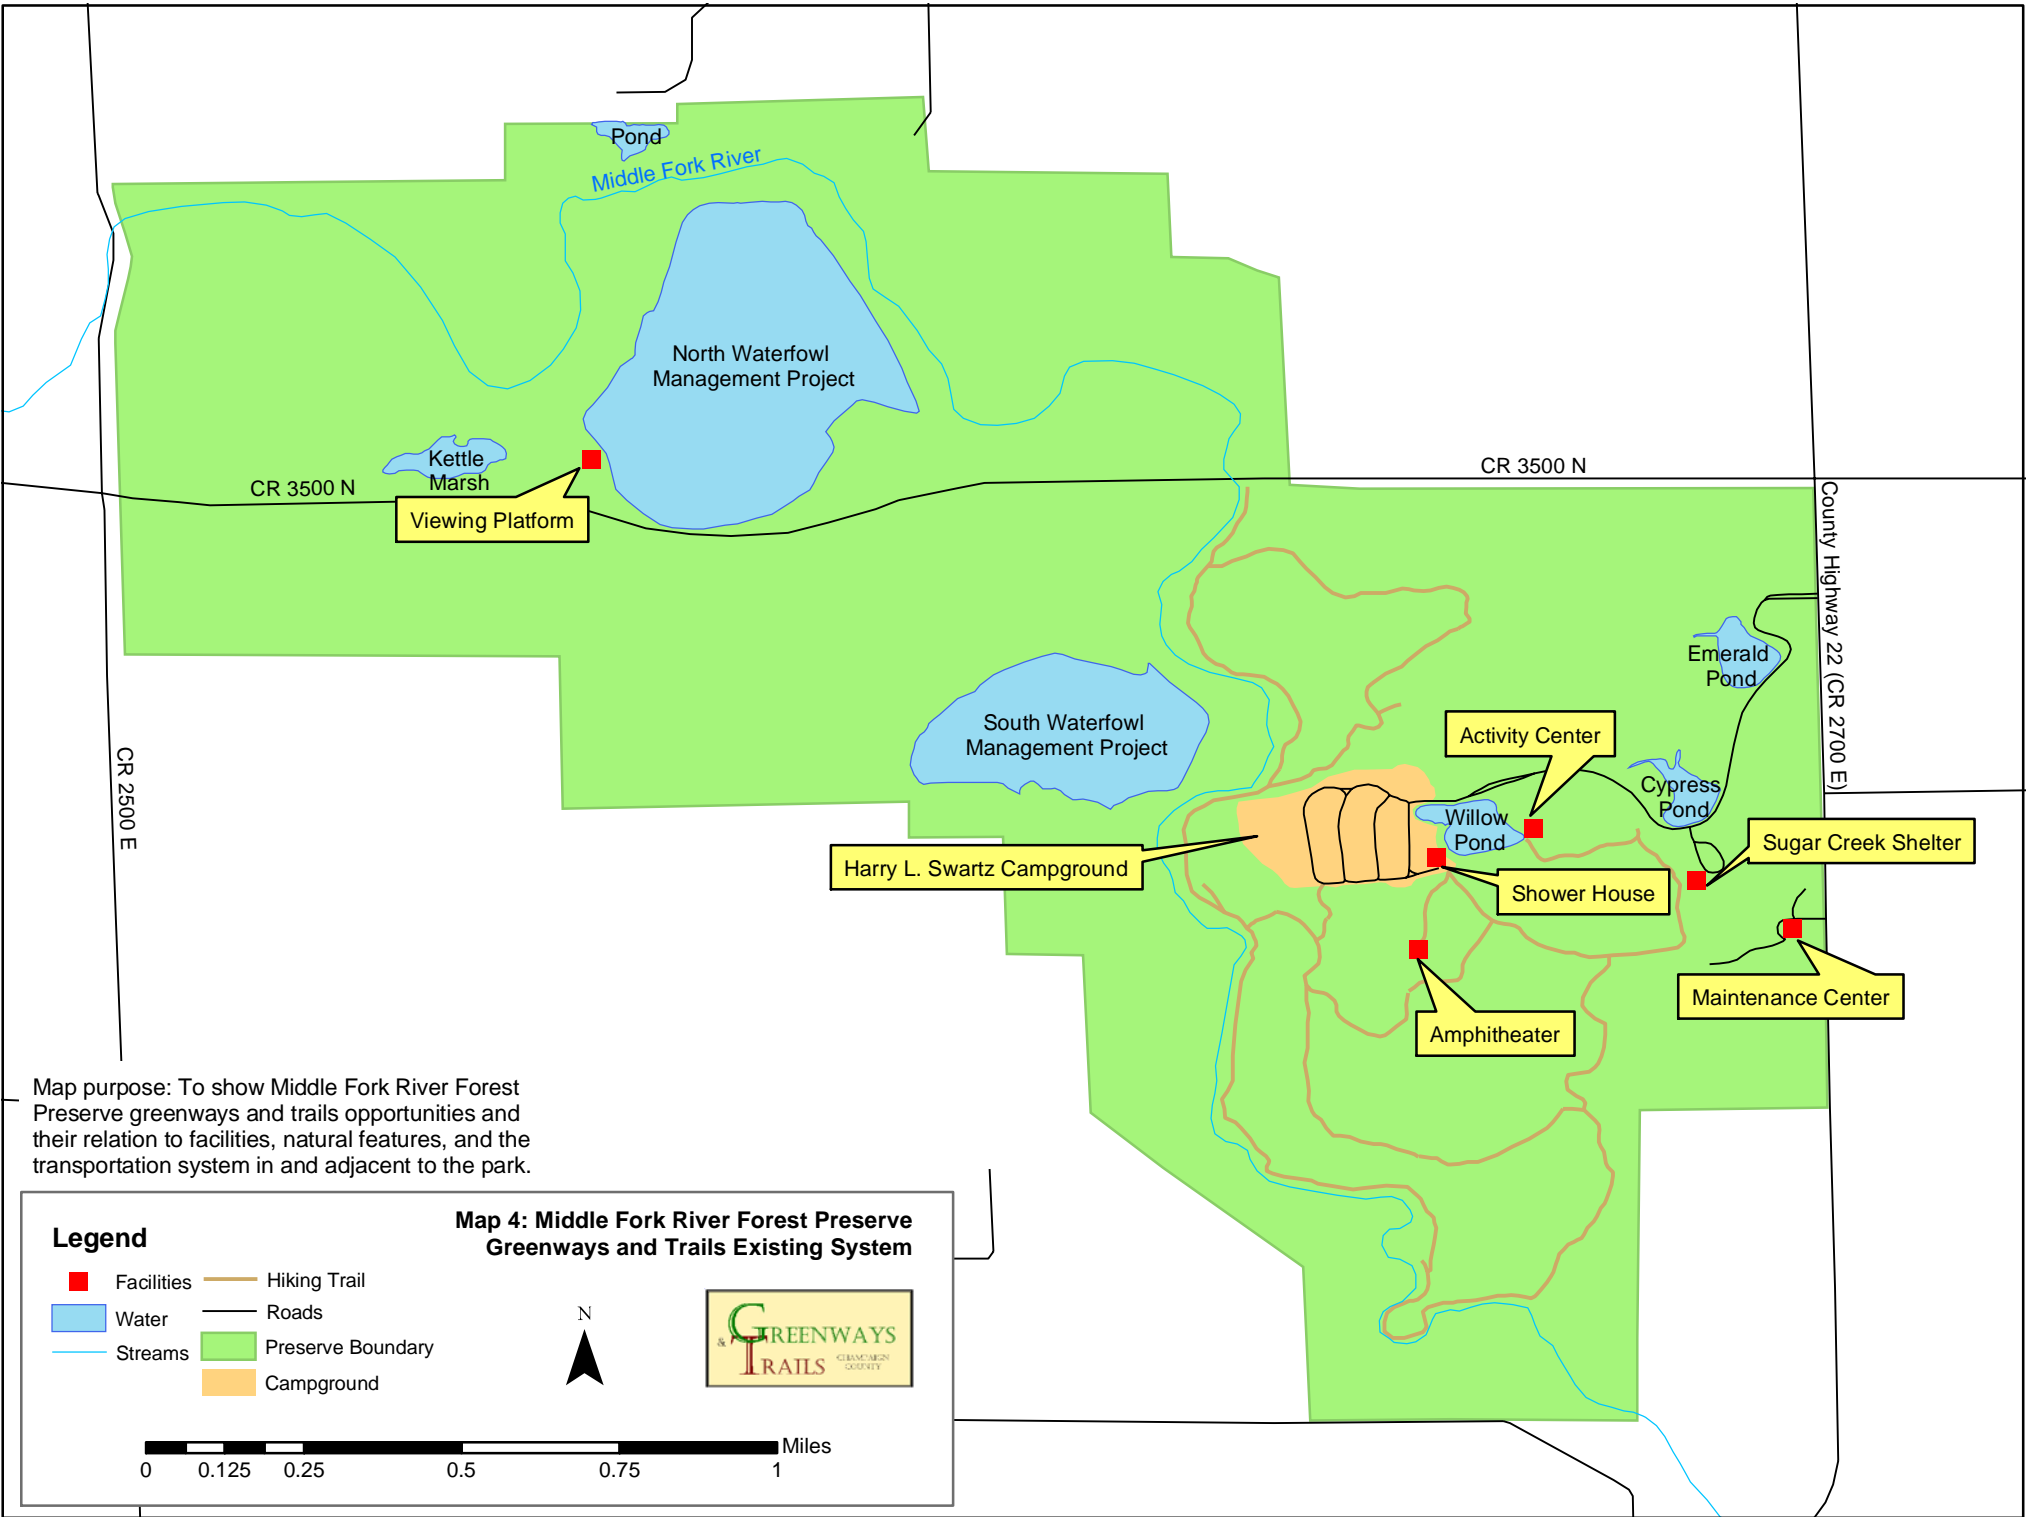 Pond
Middle Fork River
North Waterfowl
Management Project
Kettle
Marsh
CR 3500 N
CR 3500 N
Viewing Platform
County Highway 22 (CR 2700 E)
Emerald
Pond
South Waterfowl
Management Project
Activity Center
CR 2500 E
Cypress
Pond
Willow
Pond
Sugar Creek Shelter
Harry L. Swartz Campground
Shower House
Maintenance Center
Amphitheater
Map purpose: To show Middle Fork River Forest
Preserve greenways and trails opportunities and
their relation to facilities, natural features, and the
transportation system in and adjacent to the park.
Map 4: Middle Fork River Forest Preserve
Greenways and Trails Existing System
Legend
Facilities
Hiking Trail
Water
Roads
Streams
Preserve Boundary
Campground
N
GREENWAYS
& TRAILS
CHAMPAIGN
COUNTY
Miles
0 0.125 0.25 0.5 0.75 1